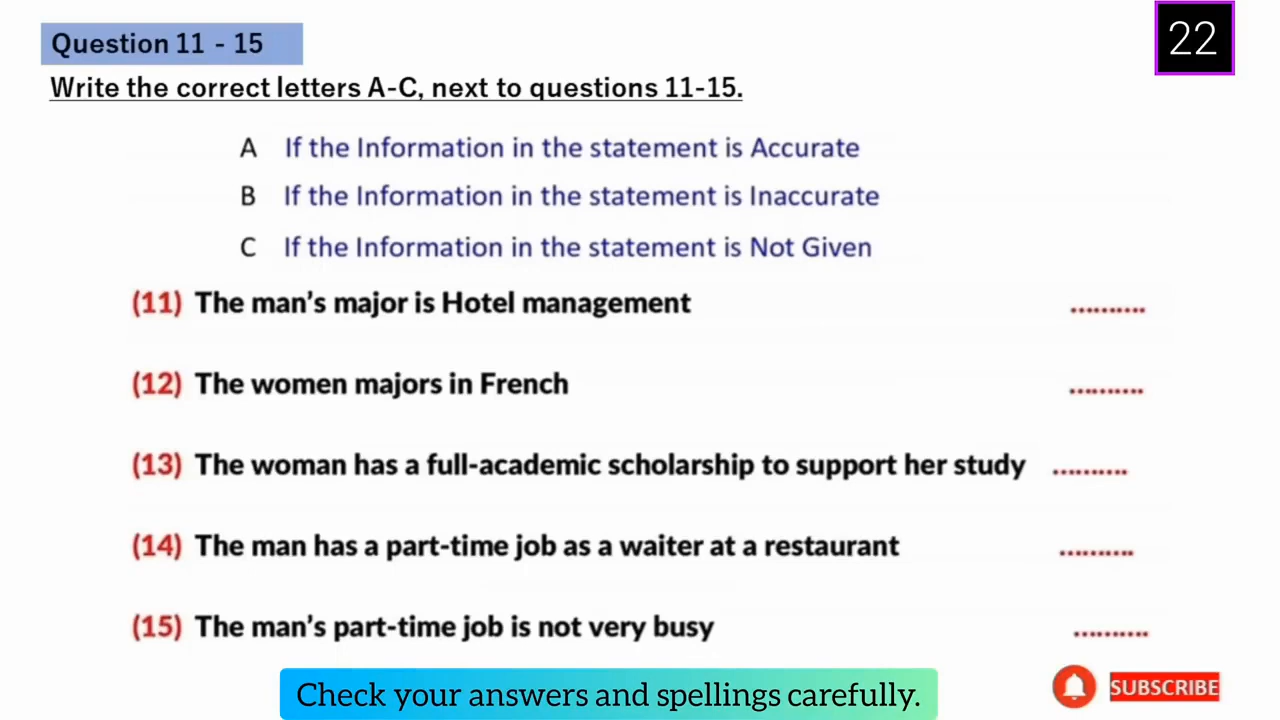 Question 11 - 15
22
Write the correct letters A-C, next to questions 11-15.
A If the Information in the statement is Accurate
B If the Information in the statement is Inaccurate
C If the Information in the statement is Not Given
(11) The man's major is Hotel management ..........
(12) The women majors in French ..........
(13) The woman has a full-academic scholarship to support her study ..........
(14) The man has a part-time job as a waiter at a restaurant ..........
(15) The man's part-time job is not very busy ..........
Check your answers and spellings carefully.
SUBSCRIBE